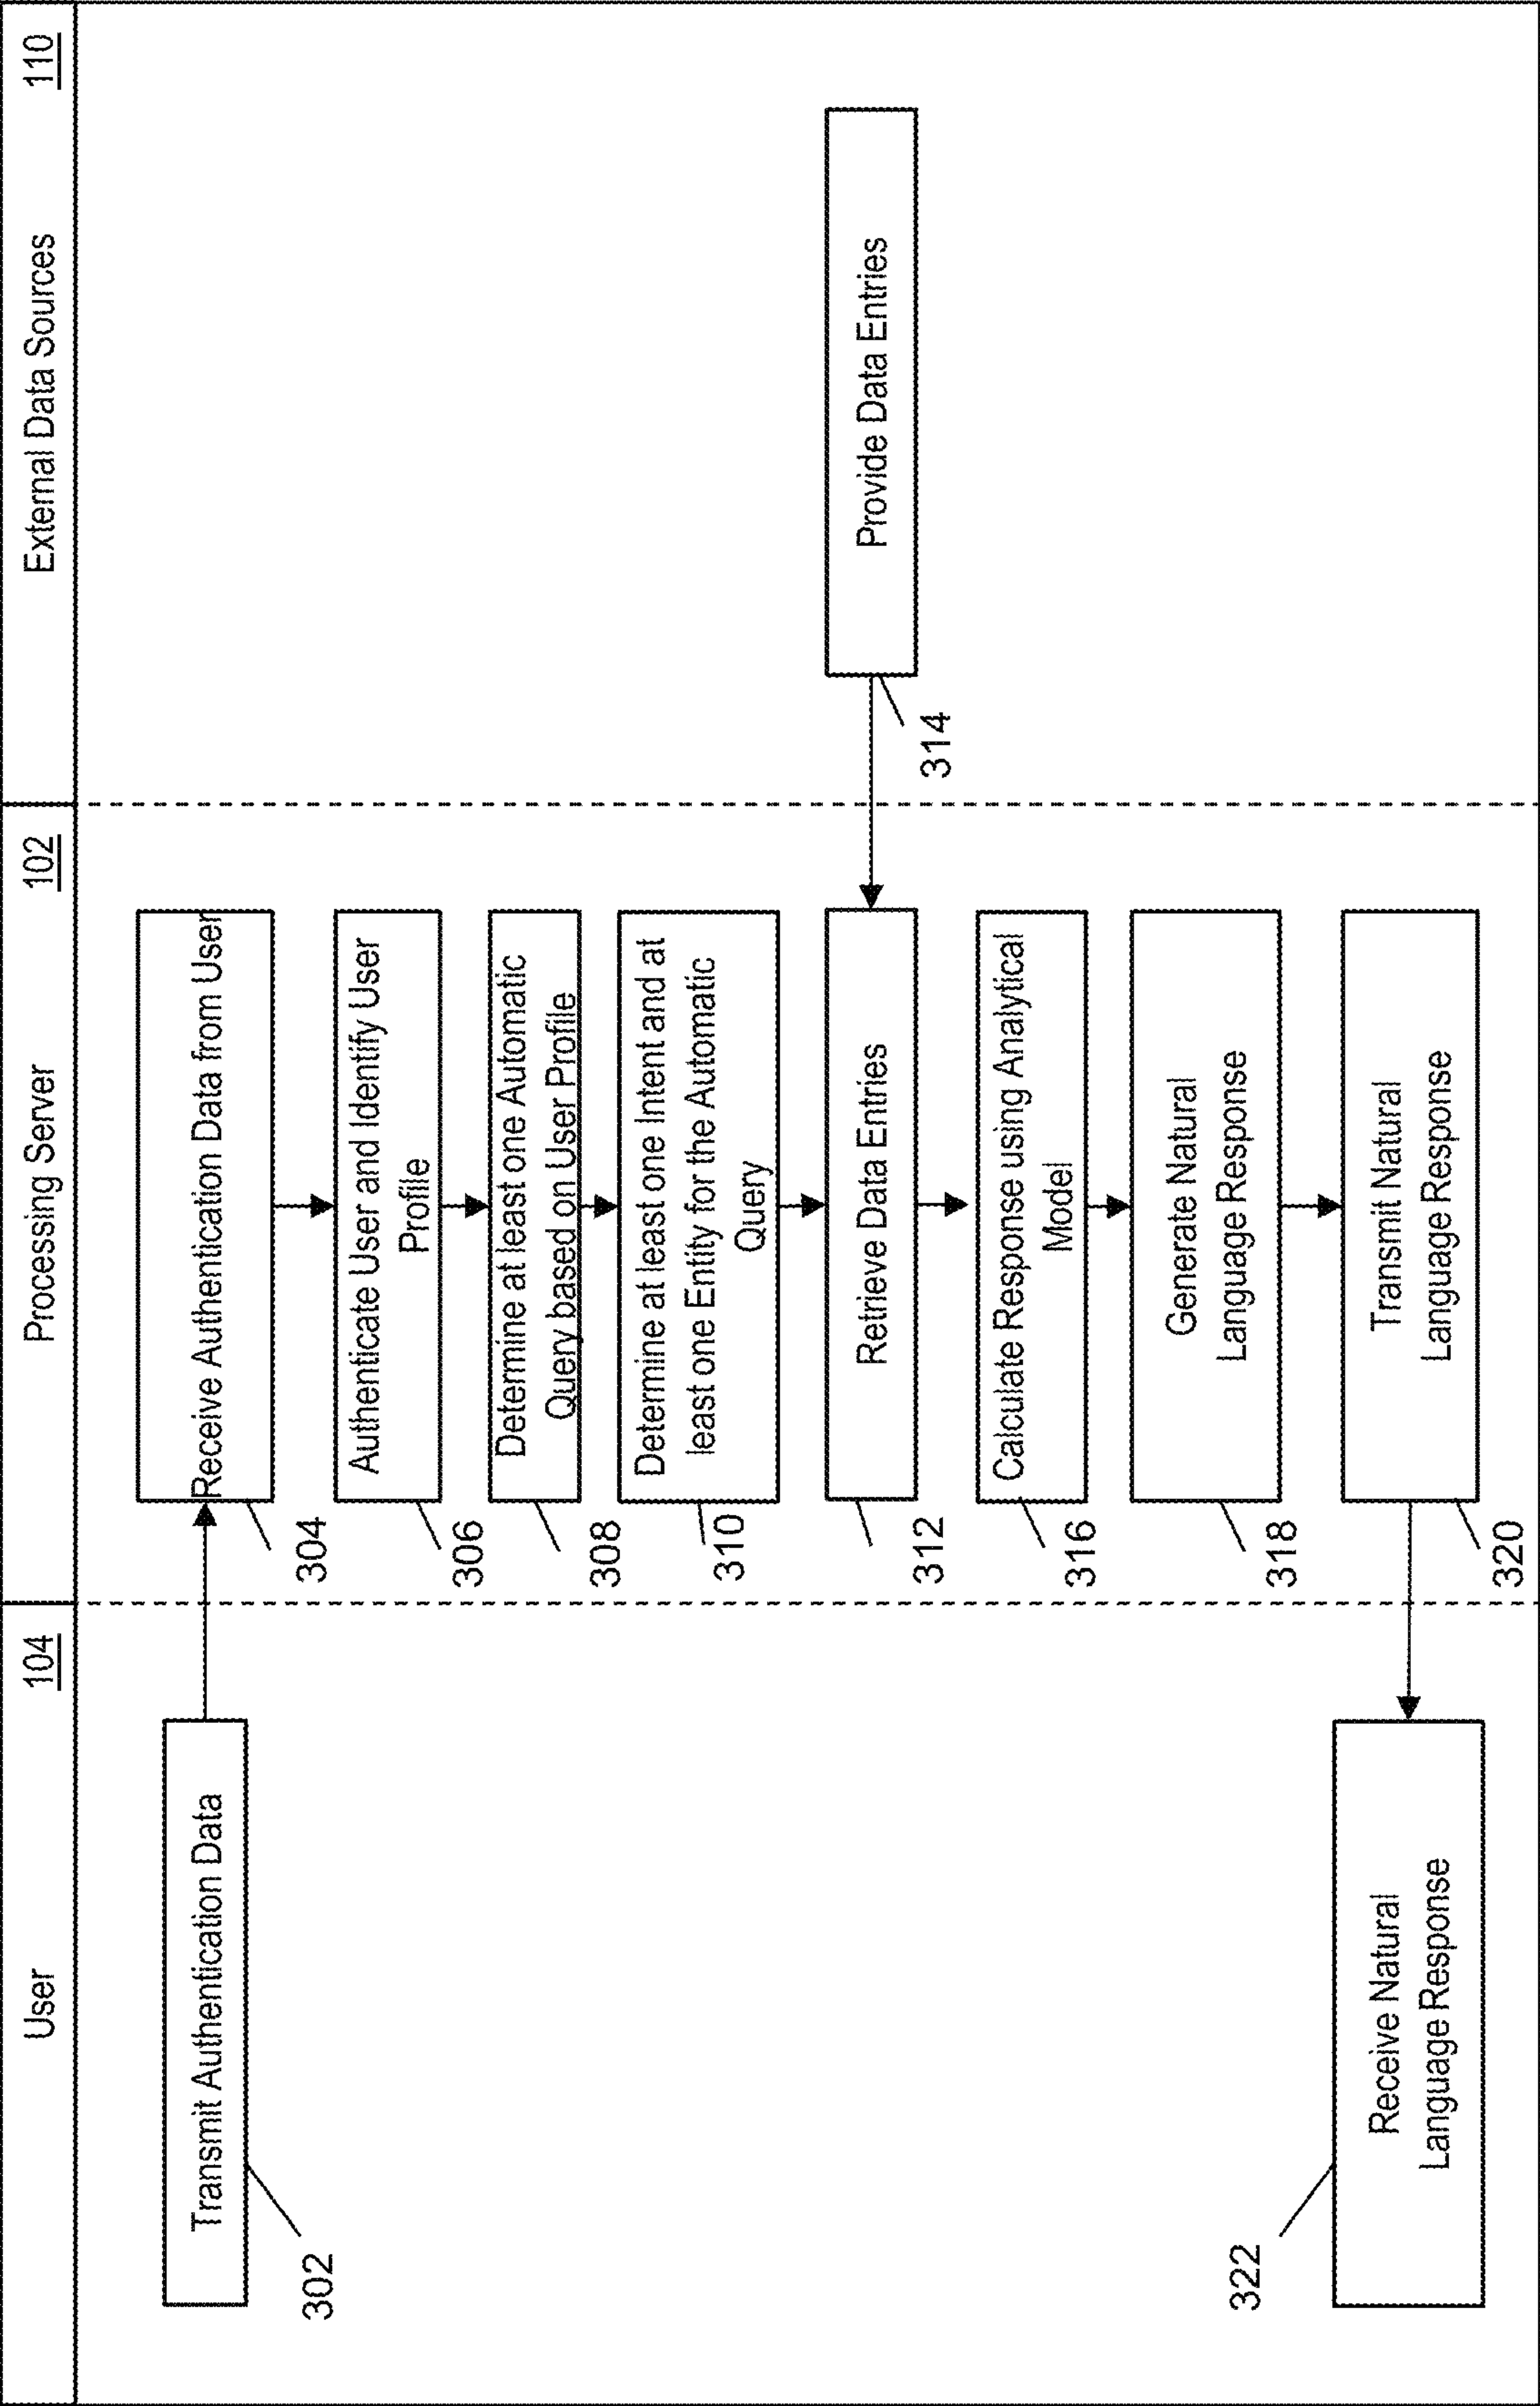 User
104
Processing Server
102
External Data Sources
110
Transmit Authentication Data
302
Receive Authentication Data from User
304
Authenticate User and Identify User
Profile
306
Determine at least one Automatic
Query based on User Profile
308
Determine at least one Intent and at
least one Entity for the Automatic
Query
310
Retrieve Data Entries
312
Provide Data Entries
314
Calculate Response using Analytical
Model
316
Generate Natural
Language Response
318
Transmit Natural
Language Response
320
Receive Natural
Language Response
322